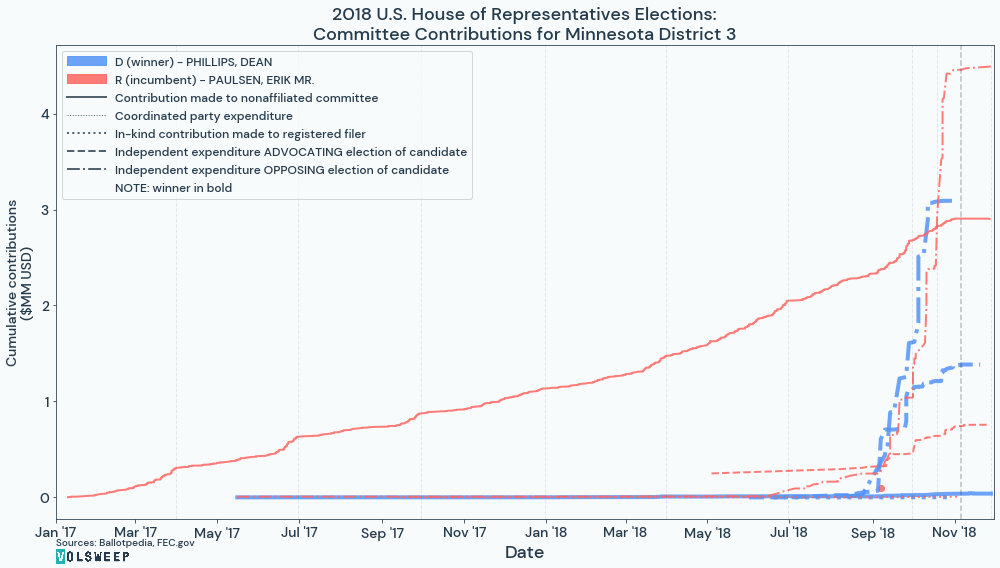 2018 U.S. House of Representatives Elections:
Committee Contributions for Minnesota District 3
D (winner) - PHILLIPS, DEAN
R (incumbent) - PAULSEN, ERIK MR.
Contribution made to nonaffiliated committee
Coordinated party expenditure
In-kind contribution made to registered filer
Independent expenditure ADVOCATING election of candidate
Independent expenditure OPPOSING election of candidate
NOTE: winner in bold
Cumulative contributions
($MM USD)
4
3
2
1
0
Jan '17
Mar '17
May '17
Jul '17
Sep '17
Nov '17
Jan '18
Mar '18
May '18
Jul '18
Sep '18
Nov '18
Date
Sources: Ballotpedia, FEC.gov
VOLSWEEP